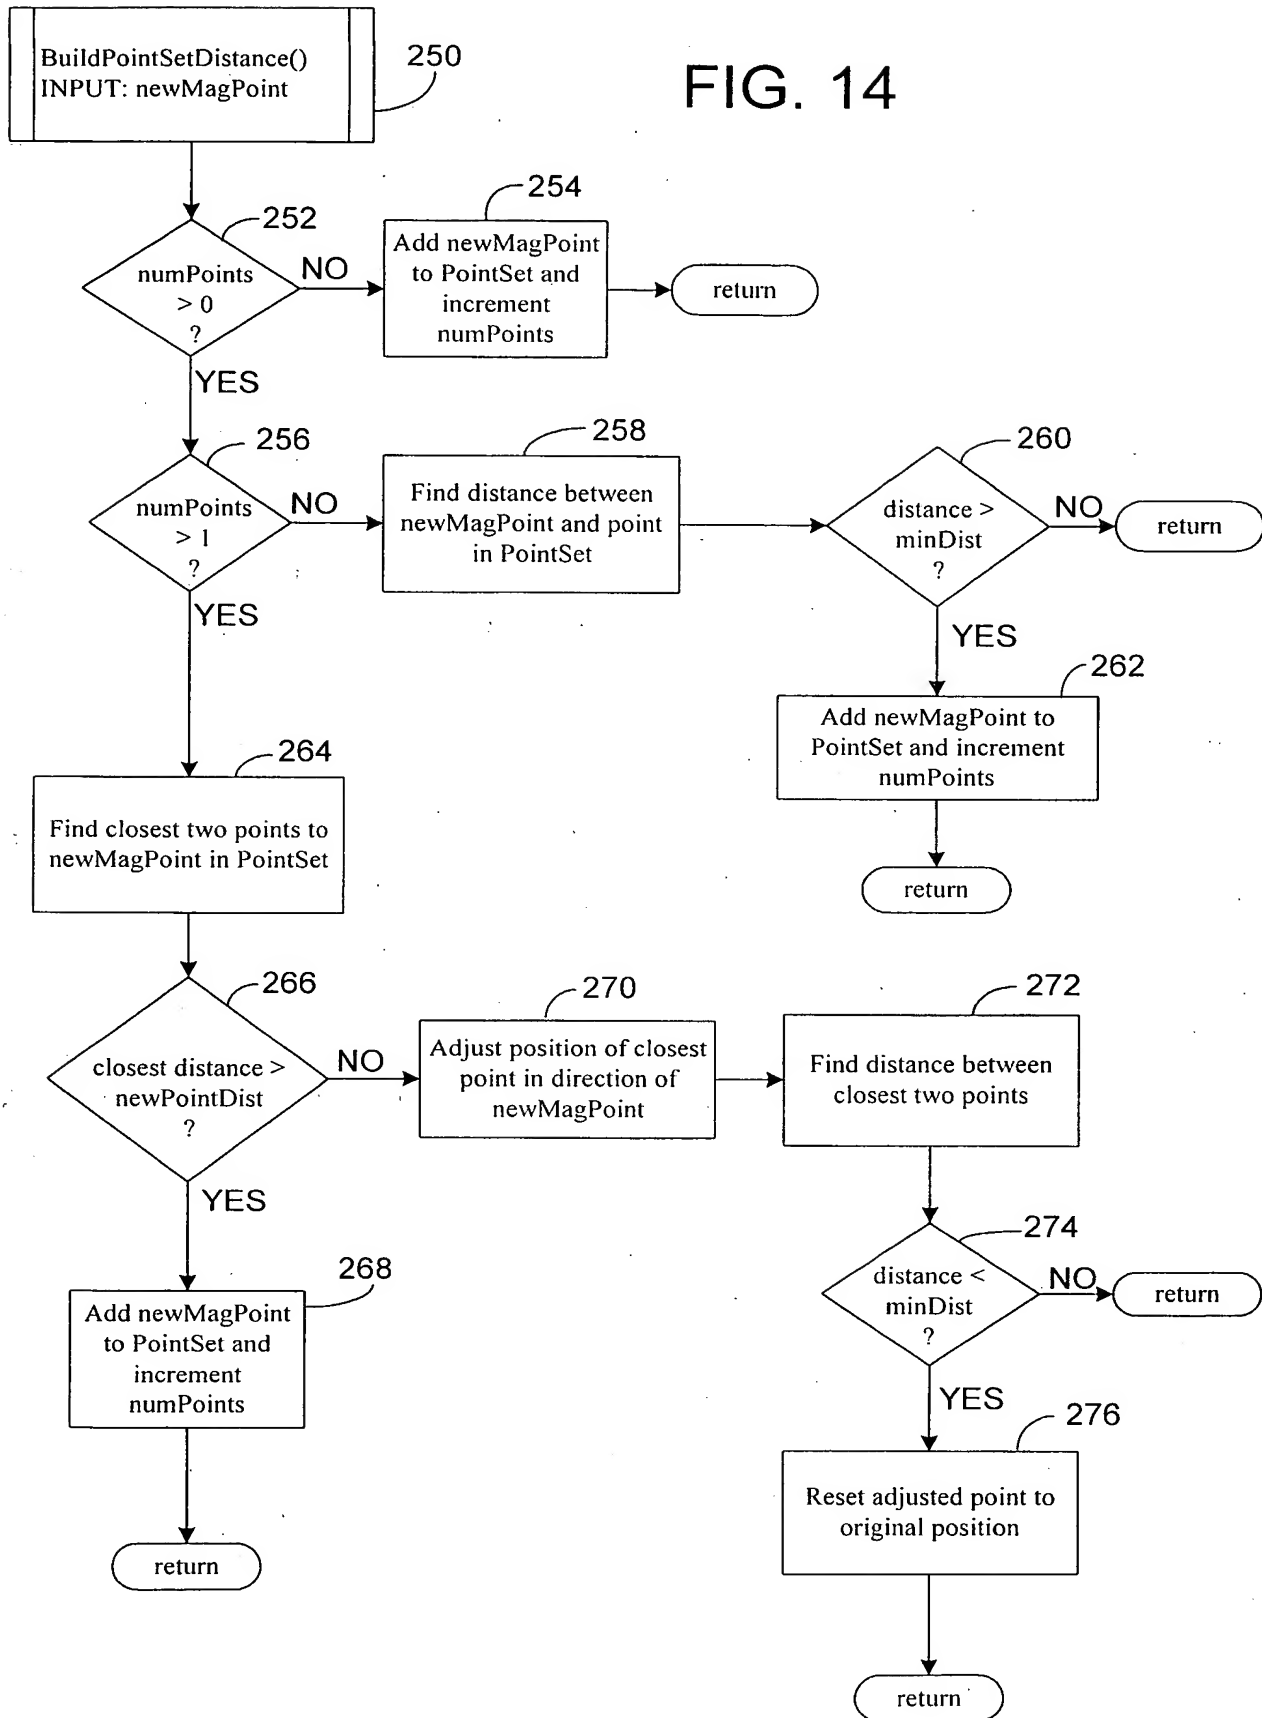 BuildPointSetDistance()
INPUT: newMagPoint
250
FIG. 14
252
numPoints
> 0
?
NO
254
Add newMagPoint
to PointSet and
increment
numPoints
return
YES
256
numPoints
> 1
?
NO
258
Find distance between
newMagPoint and point
in PointSet
260
distance >
minDist
?
NO
return
YES
262
Add newMagPoint to
PointSet and increment
numPoints
return
YES
264
Find closest two points to
newMagPoint in PointSet
266
closest distance >
newPointDist
?
NO
270
Adjust position of closest
point in direction of
newMagPoint
272
Find distance between
closest two points
274
distance <
minDist
?
NO
return
YES
276
Reset adjusted point to
original position
return
YES
268
Add newMagPoint
to PointSet and
increment
numPoints
return